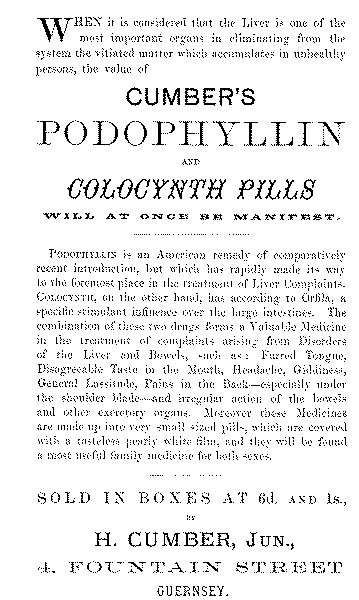 WHEN it is considered that the Liver is one of the
most important organs in eliminating from the
system the vitiated matter which accumulates in unhealthy
persons, the value of
CUMBER'S
PODOPHYLLIN
AND
COLOCYNTH PILLS
WILL AT ONCE BE MANIFEST.
PODOPHYLLIN is an American remedy of comparatively
recent introduction, but which has rapidly made its way
to the foremost place in the treatment of Liver Complaints.
COLOCYNTH, on the other hand, has according to Orfila, a
specific stimulant influence over the large intestines. The
combination of these two drugs forms a Valuable Medicine
in the treatment of complaints arising from Disorders
of the Liver and Bowels, such as: Furred Tongue,
Disagreeable Taste in the Mouth, Headache, Giddiness,
General Lassitude, Pains in the Back—especially under
the shoulder blade—and irregular action of the bowels
and other excretory organs. Moreover these Medicines
are made up into very small sized pills, which are covered
with a tasteless pearly white film, and they will be found
a most useful family medicine for both sexes.
SOLD IN BOXES AT 6d. AND 1s.,
BY
H. CUMBER, JUN.,
4, FOUNTAIN STREET
GUERNSEY.